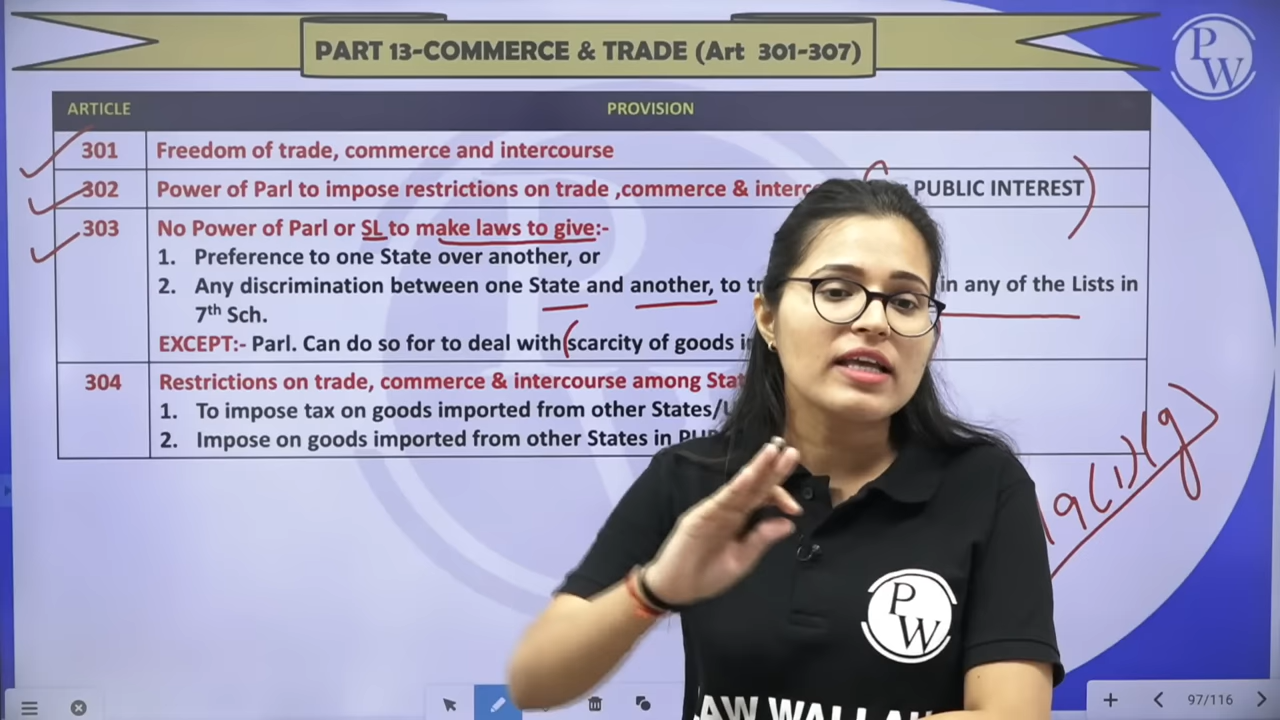 PART 13-COMMERCE & TRADE (Art 301-307)
PW
ARTICLE PROVISION
301 Freedom of trade, commerce and intercourse
302 Power of Parl to impose restrictions on trade ,commerce & PUBLIC INTEREST)
303 No Power of Parl or SL to make laws to give:-
1. Preference to one State over another, or
2. Any discrimination between one State and another, to in any of the Lists in
7th Sch.
EXCEPT:- Parl. Can do so for to deal with (scarcity of goods
304 Restrictions on trade, commerce & intercourse among
1. To impose tax on goods imported from other States/
2. Impose on goods imported from other States in
19(1)(g)
PW
LAW WALLAH
97/116